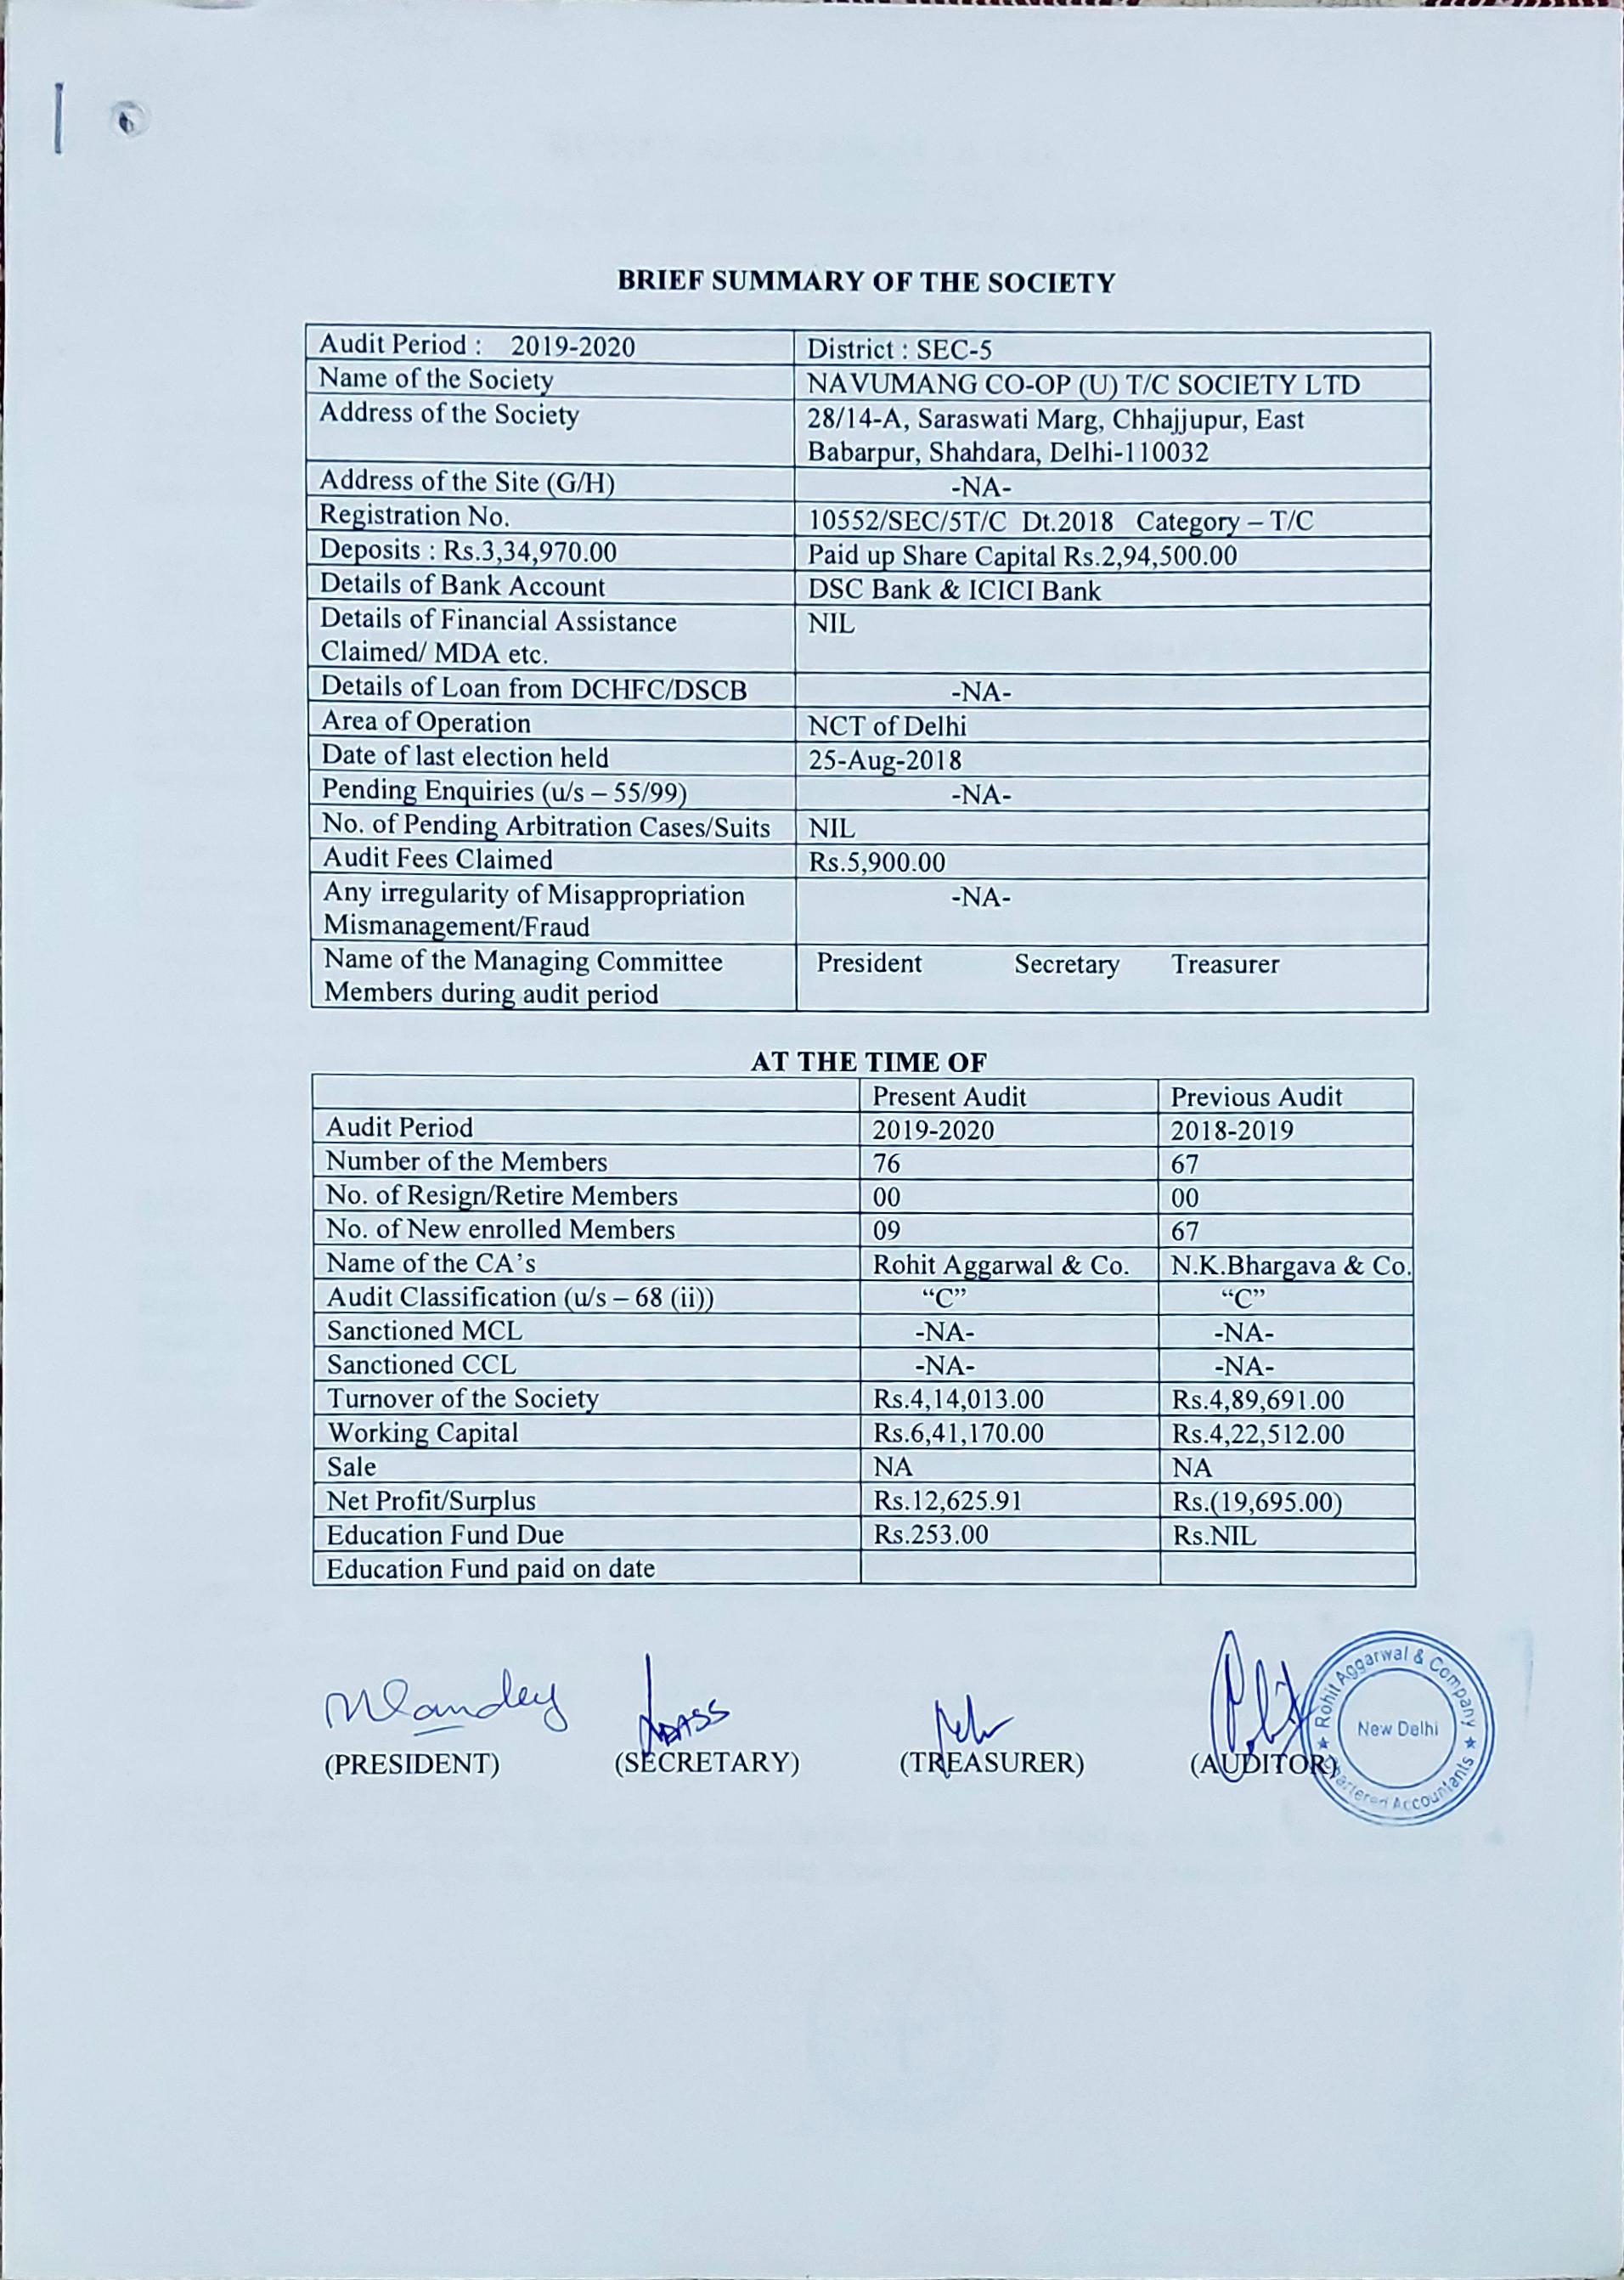 BRIEF SUMMARY OF THE SOCIETY
Audit Period : 2019-2020 District : SEC-5
Name of the Society NAVUMANG CO-OP (U) T/C SOCIETY LTD
Address of the Society 28/14-A, Saraswati Marg, Chhajjupur, East
Babarpur, Shahdara, Delhi-110032
Address of the Site (G/H) -NA-
Registration No. 10552/SEC/5T/C Dt.2018 Category – T/C
Deposits : Rs.3,34,970.00 Paid up Share Capital Rs.2,94,500.00
Details of Bank Account DSC Bank & ICICI Bank
Details of Financial Assistance NIL
Claimed/ MDA etc.
Details of Loan from DCHFC/DSCB -NA-
Area of Operation NCT of Delhi
Date of last election held 25-Aug-2018
Pending Enquiries (u/s – 55/99) -NA-
No. of Pending Arbitration Cases/Suits NIL
Audit Fees Claimed Rs.5,900.00
Any irregularity of Misappropriation -NA-
Mismanagement/Fraud
Name of the Managing Committee President Secretary Treasurer
Members during audit period
AT THE TIME OF
Present Audit Previous Audit
Audit Period 2019-2020 2018-2019
Number of the Members 76 67
No. of Resign/Retire Members 00 00
No. of New enrolled Members 09 67
Name of the CA’s Rohit Aggarwal & Co. N.K.Bhargava & Co.
Audit Classification (u/s – 68 (ii)) “C” “C”
Sanctioned MCL -NA- -NA-
Sanctioned CCL -NA- -NA-
Turnover of the Society Rs.4,14,013.00 Rs.4,89,691.00
Working Capital Rs.6,41,170.00 Rs.4,22,512.00
Sale NA NA
Net Profit/Surplus Rs.12,625.91 Rs.(19,695.00)
Education Fund Due Rs.253.00 Rs.NIL
Education Fund paid on date
(PRESIDENT) (SECRETARY) (TREASURER) (AUDITOR)
Rohit Aggarwal & Company
New Delhi
Chartered Accountants